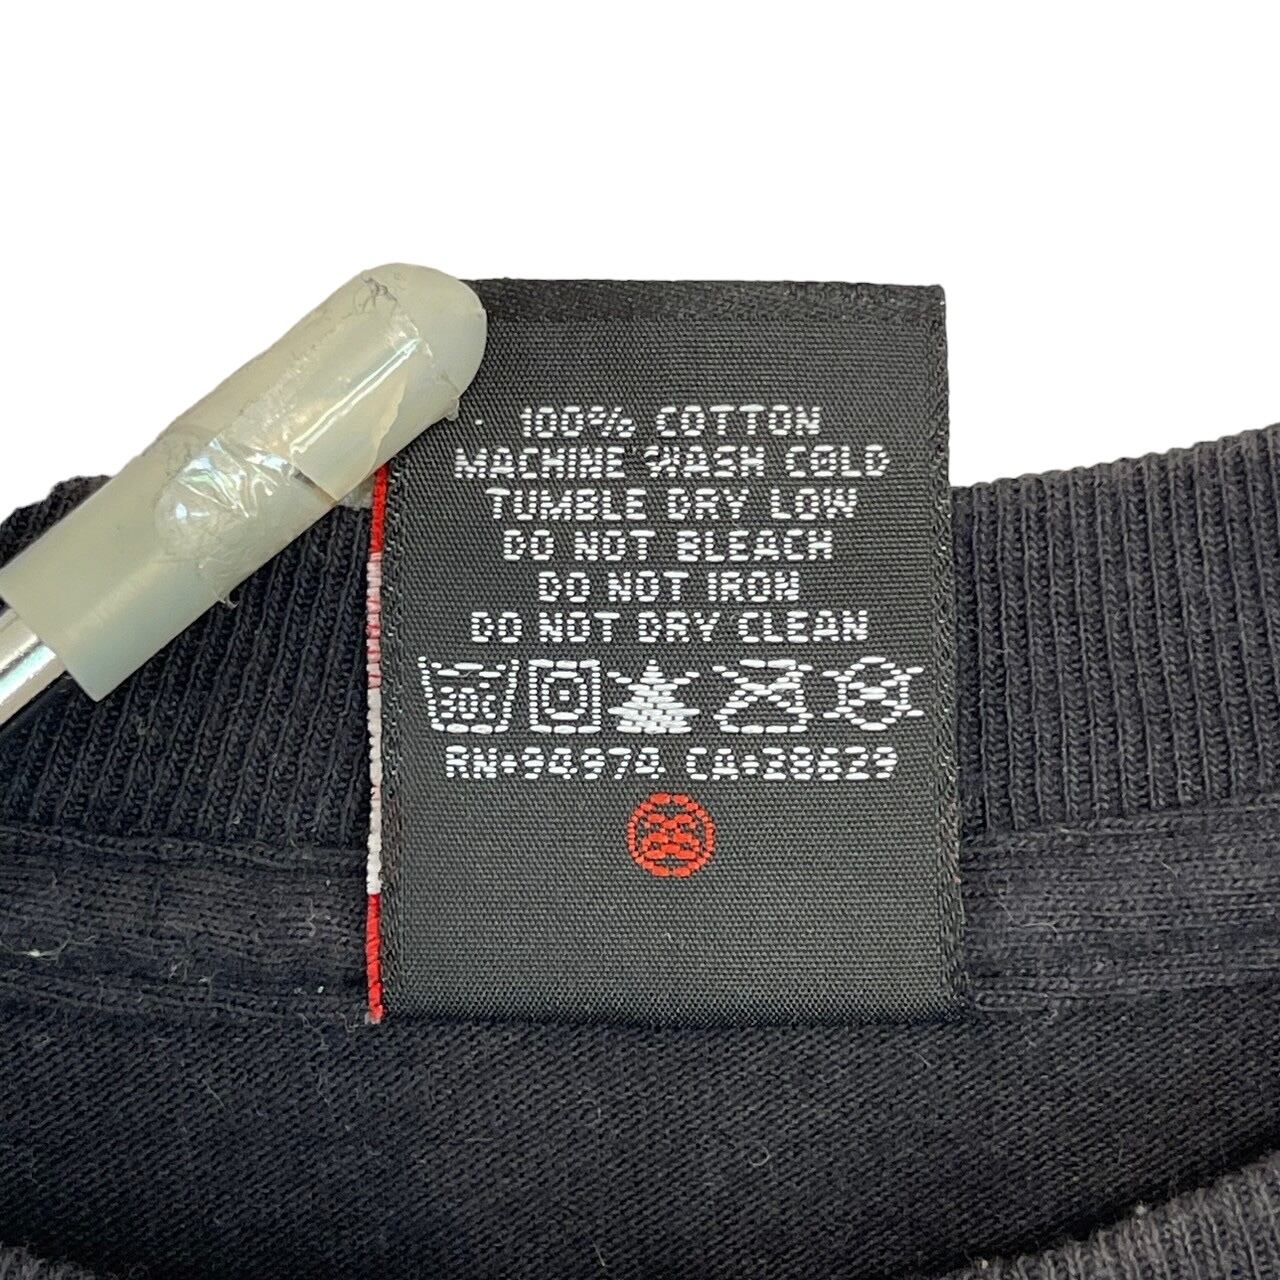 100% COTTON
MACHINE WASH COLD
TUMBLE DRY LOW
DO NOT BLEACH
DO NOT IRON
DO NOT DRY CLEAN
RN#94974 CA#28629